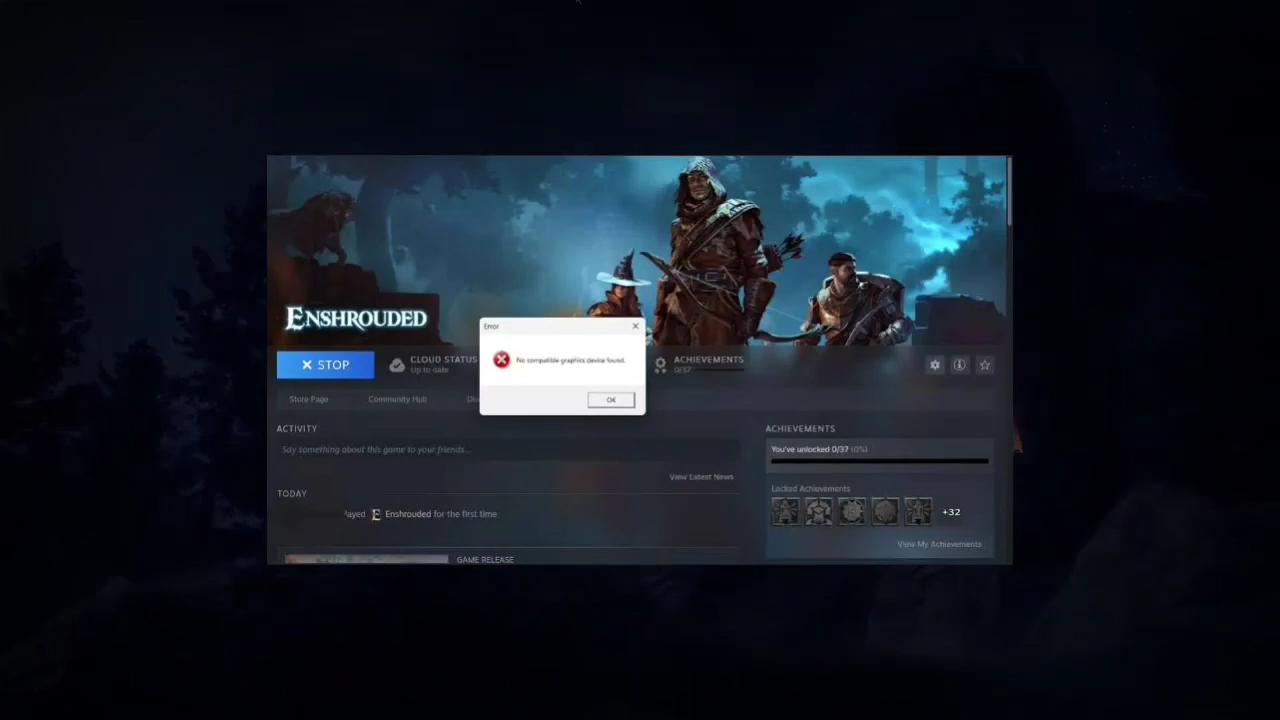 ENSHROUDED
Error
No compatible graphics device found.
OK
STOP
CLOUD STATUS
Up to date
ACHIEVEMENTS
0/37
Store Page
Community Hub
ACTIVITY
Say something about this game to your friends...
View Latest News
TODAY
Enshrouded for the first time
GAME RELEASE
ACHIEVEMENTS
You've unlocked 0/37 (0%)
Locked Achievements
+32
View My Achievements